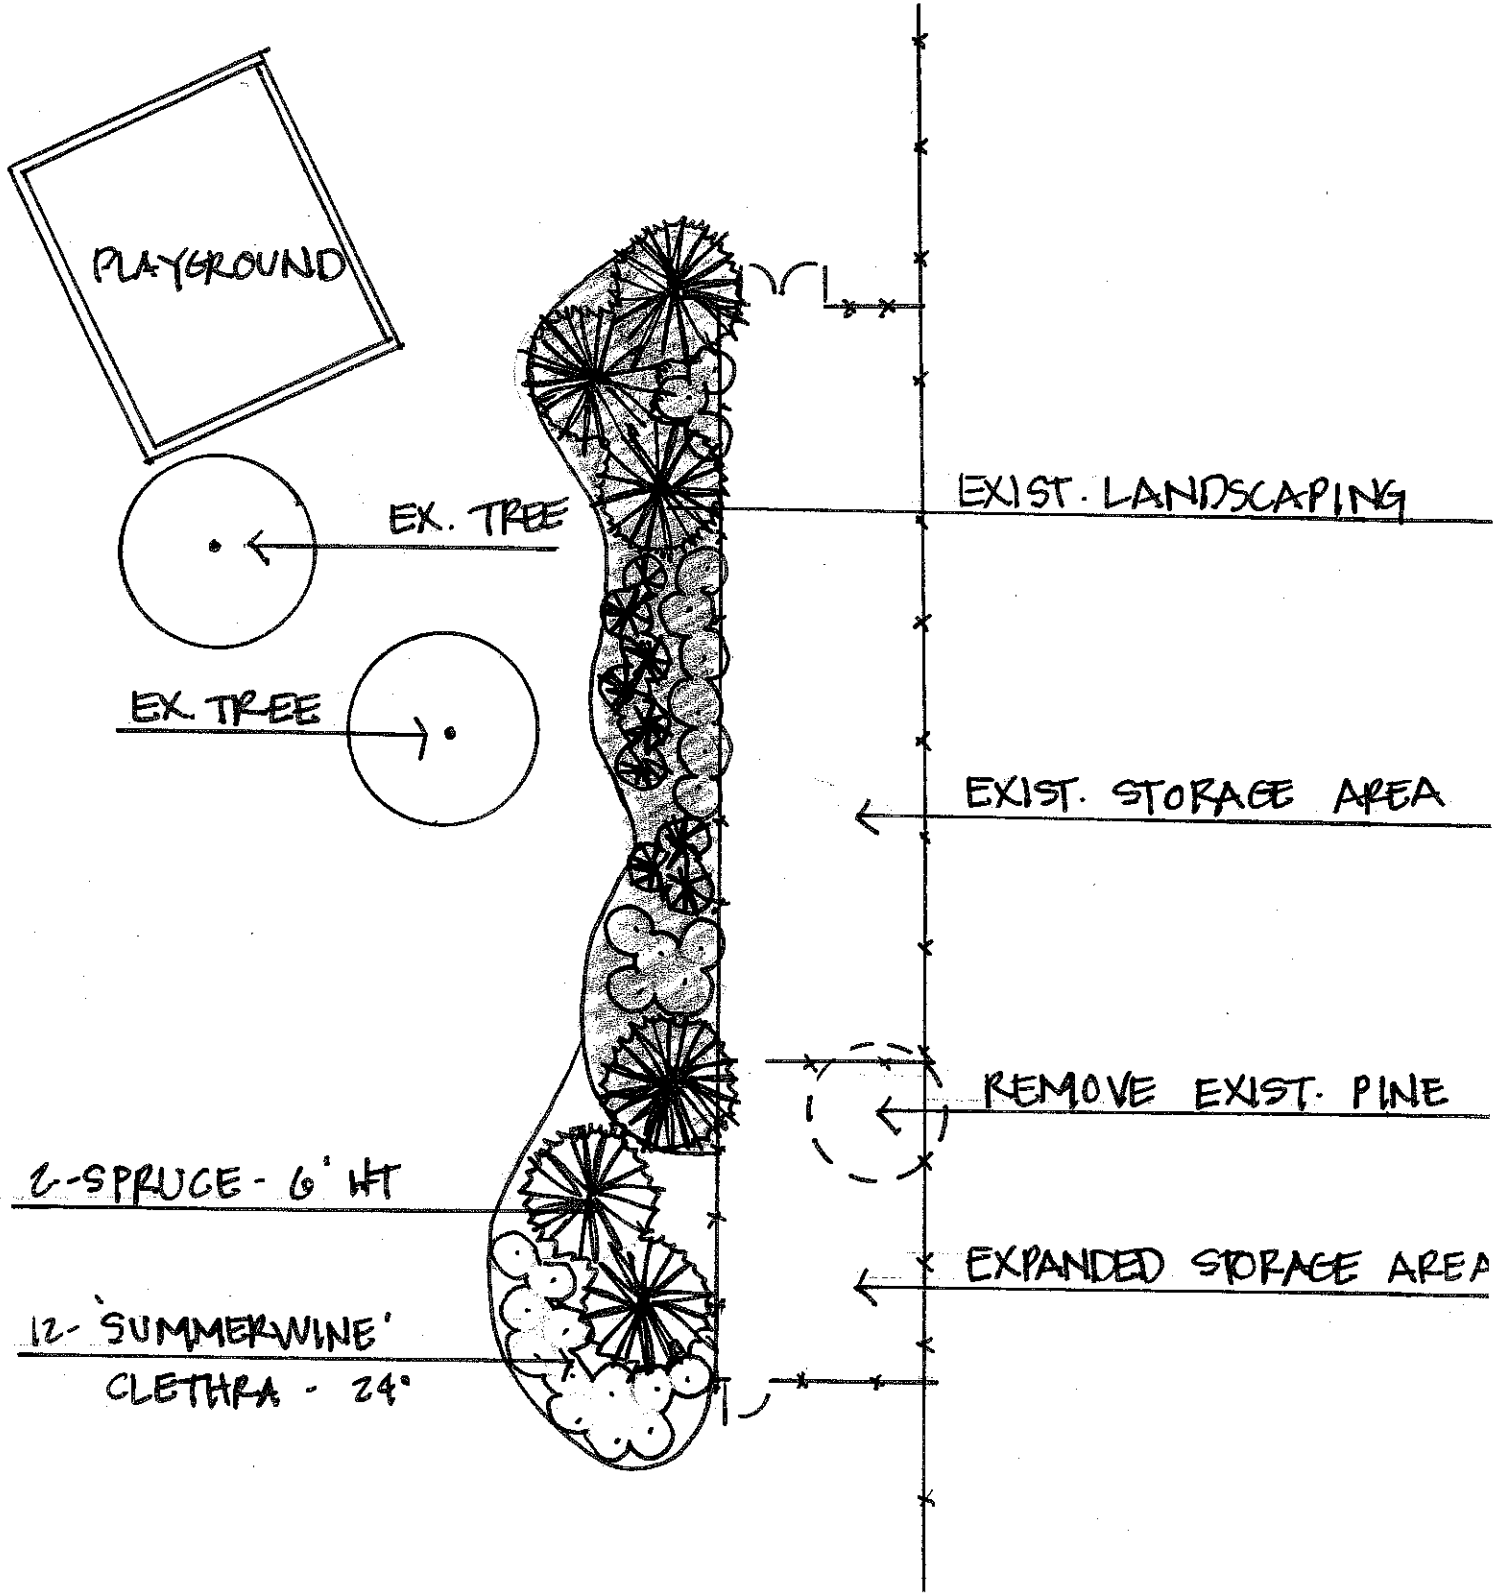 PLAYGROUND
EXIST. LANDSCAPING
EX. TREE
EX. TREE
EXIST. STORAGE AREA
REMOVE EXIST. PINE
2-SPRUCE - 6' HT
EXPANDED STORAGE AREA
12- 'SUMMERWINE'
CLETHRA - 24"